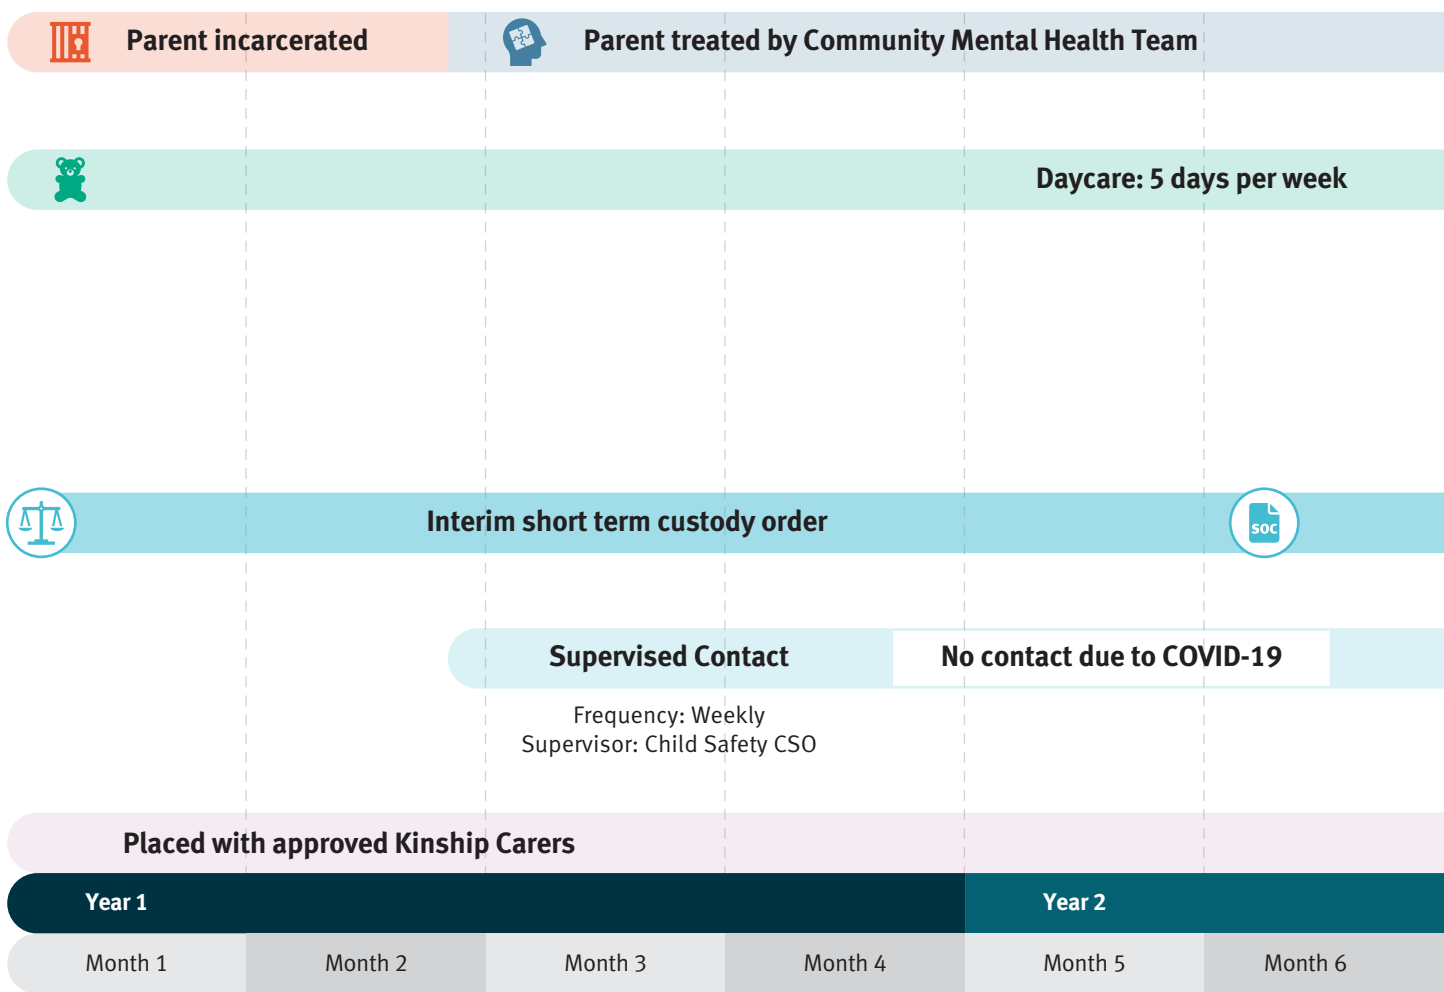 Parent incarcerated
Parent treated by Community Mental Health Team
Daycare: 5 days per week
Interim short term custody order
SOC
Supervised Contact
No contact due to COVID-19
Frequency: Weekly
Supervisor: Child Safety CSO
Placed with approved Kinship Carers
Year 1
Year 2
Month 1
Month 2
Month 3
Month 4
Month 5
Month 6